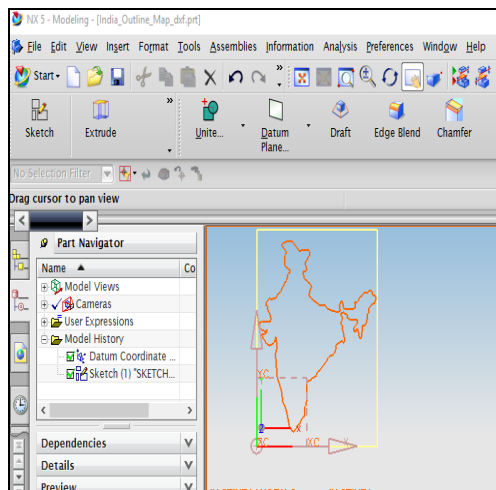 NX 5 - Modeling - [India_Outline_Map_dxf.prt]
File Edit View Insert Format Tools Assemblies Information Analysis Preferences Window Help
Start
Sketch Extrude Unite... Datum Plane... Draft Edge Blend Chamfer
No Selection Filter
Drag cursor to pan view
Part Navigator
Name Co
Model Views
Cameras
User Expressions
Model History
Datum Coordinate ...
Sketch (1) "SKETCH...
Dependencies
Details
Preview
YC
XC